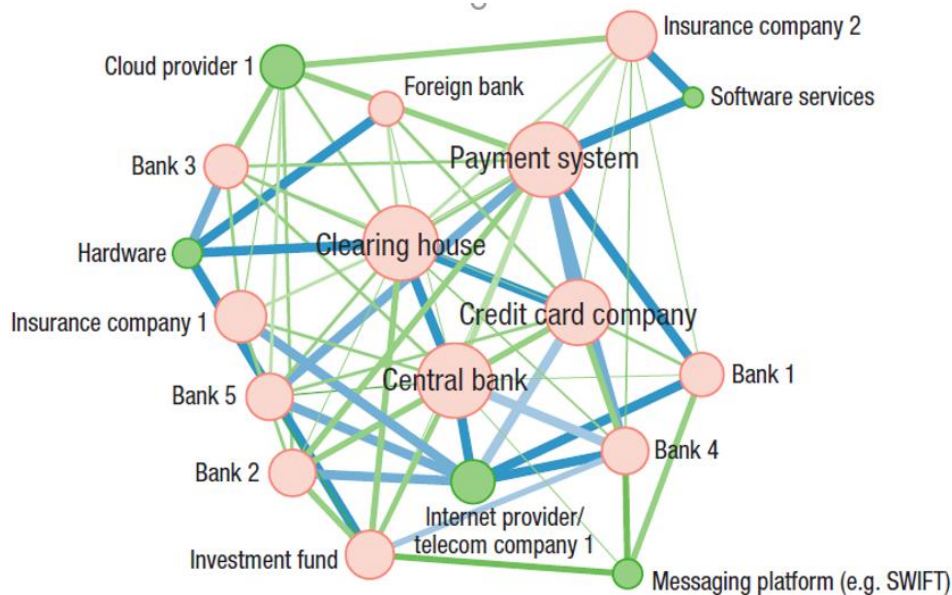 Insurance company 2
Cloud provider 1
Foreign bank
Software services
Payment system
Bank 3
Clearing house
Hardware
Insurance company 1
Credit card company
Central bank
Bank 1
Bank 5
Bank 4
Bank 2
Internet provider/
telecom company 1
Investment fund
Messaging platform (e.g. SWIFT)